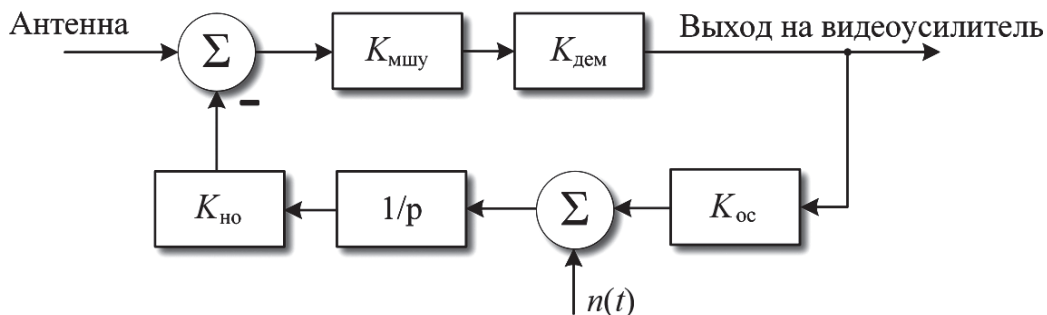 Антенна
Σ
Kмшу
Kдем
Выход на видеоусилитель
−
Kно
1/p
Σ
Kос
n(t)